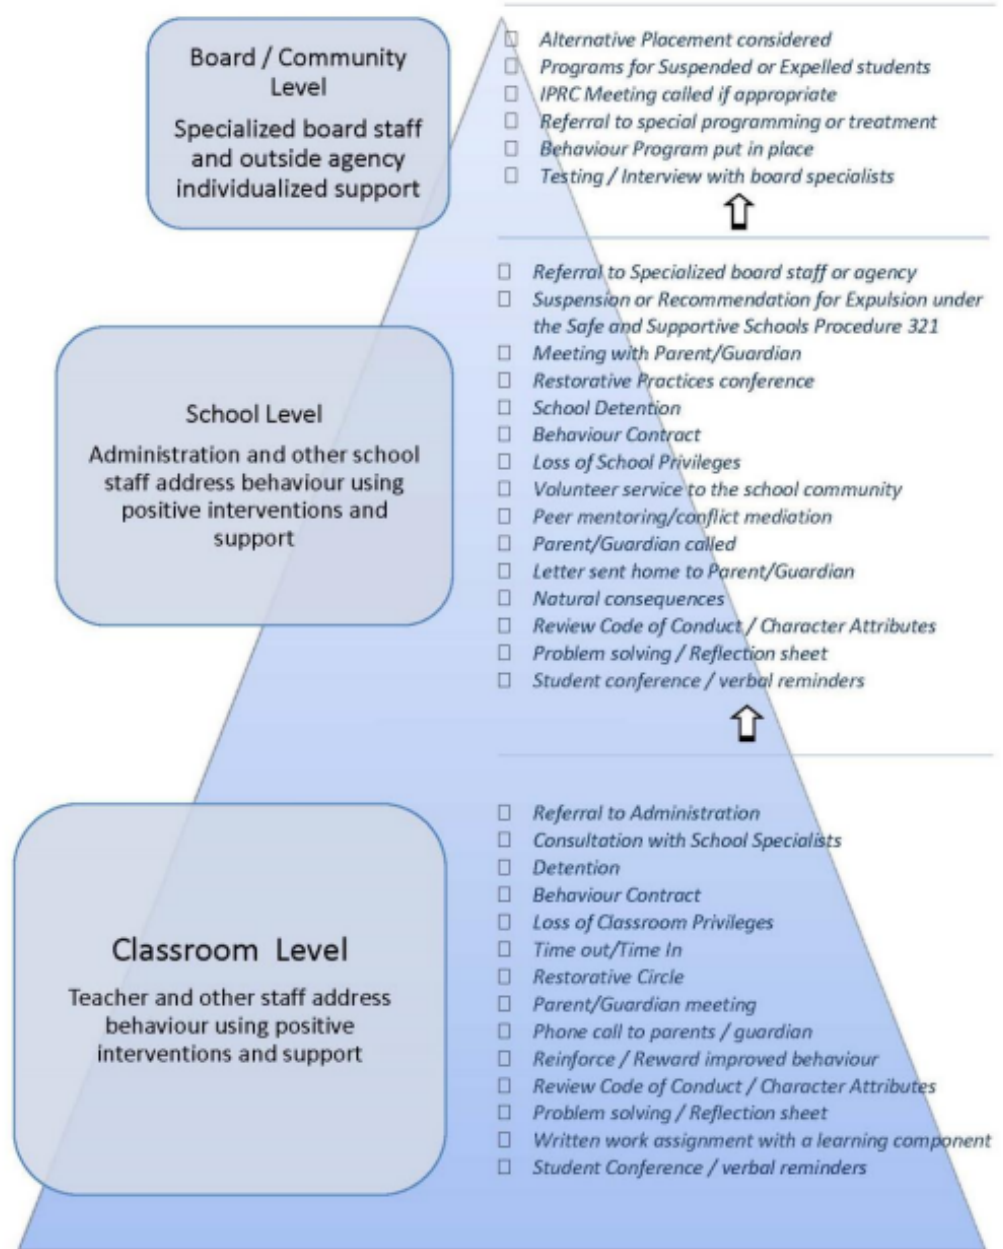 Board / Community
Level
Specialized board staff
and outside agency
individualized support
☐ Alternative Placement considered
☐ Programs for Suspended or Expelled students
☐ IPRC Meeting called if appropriate
☐ Referral to special programming or treatment
☐ Behaviour Program put in place
☐ Testing / Interview with board specialists
School Level
Administration and other school
staff address behaviour using
positive interventions and
support
☐ Referral to Specialized board staff or agency
☐ Suspension or Recommendation for Expulsion under
the Safe and Supportive Schools Procedure 321
☐ Meeting with Parent/Guardian
☐ Restorative Practices conference
☐ School Detention
☐ Behaviour Contract
☐ Loss of School Privileges
☐ Volunteer service to the school community
☐ Peer mentoring/conflict mediation
☐ Parent/Guardian called
☐ Letter sent home to Parent/Guardian
☐ Natural consequences
☐ Review Code of Conduct / Character Attributes
☐ Problem solving / Reflection sheet
☐ Student conference / verbal reminders
Classroom Level
Teacher and other staff address
behaviour using positive
interventions and support
☐ Referral to Administration
☐ Consultation with School Specialists
☐ Detention
☐ Behaviour Contract
☐ Loss of Classroom Privileges
☐ Time out/Time In
☐ Restorative Circle
☐ Parent/Guardian meeting
☐ Phone call to parents / guardian
☐ Reinforce / Reward improved behaviour
☐ Review Code of Conduct / Character Attributes
☐ Problem solving / Reflection sheet
☐ Written work assignment with a learning component
☐ Student Conference / verbal reminders